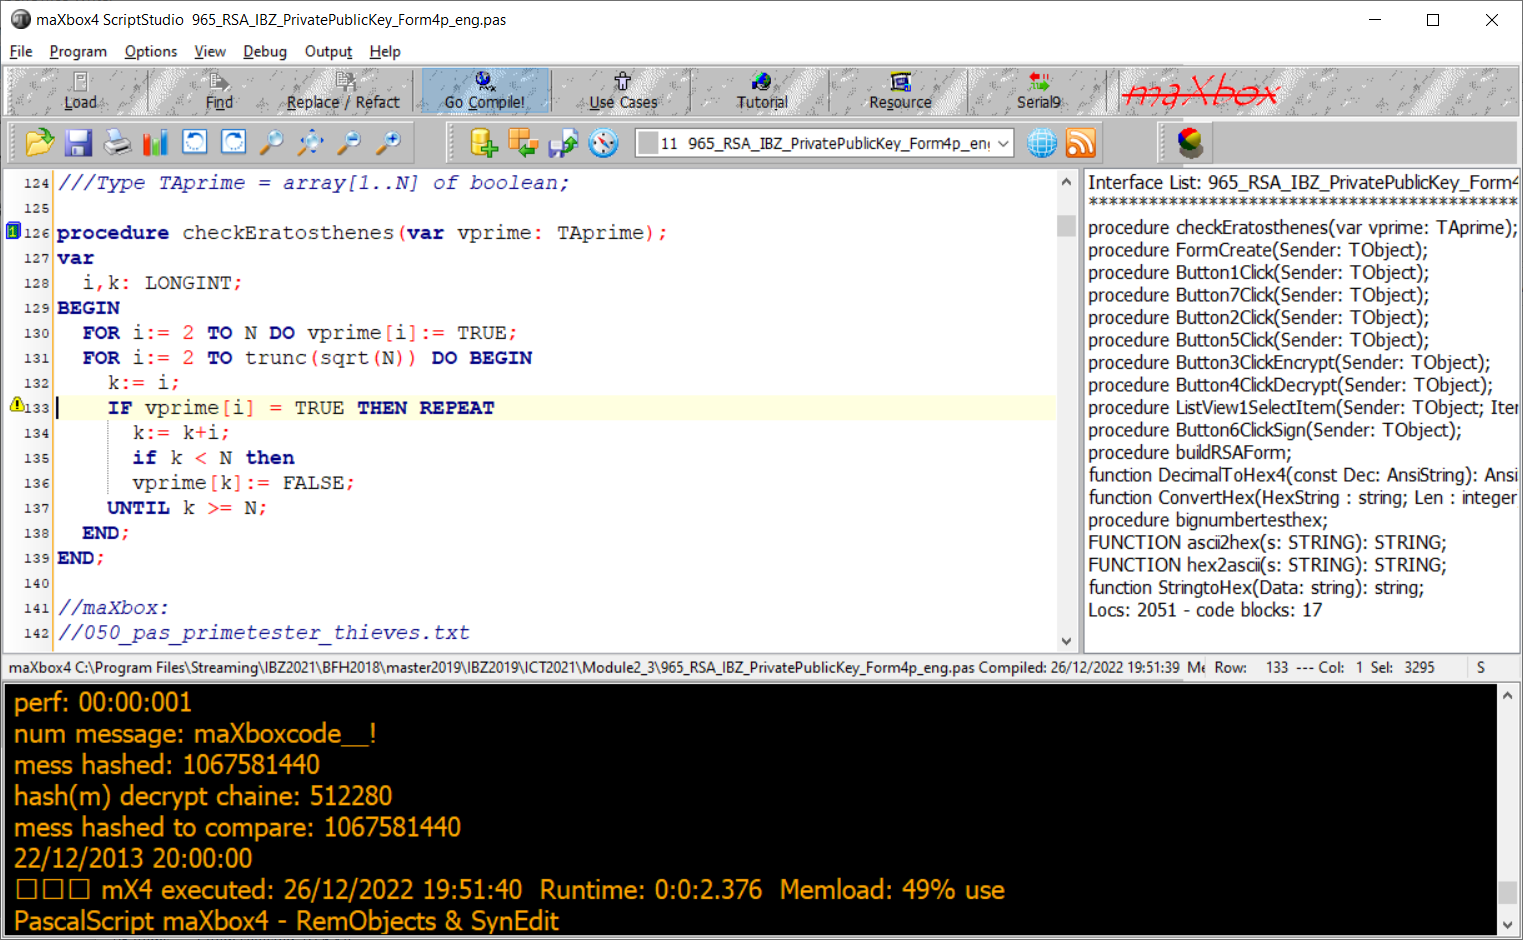 maXbox4 ScriptStudio  965_RSA_IBZ_PrivatePublicKey_Form4p_eng.pas
File Program Options View Debug Output Help
Load Find Replace / Refact Go Compile! Use Cases Tutorial Resource Serial9 maXbox
11 965_RSA_IBZ_PrivatePublicKey_Form4p_en
124 ///Type TAprime = array[1..N] of boolean;
125
126 procedure checkEratosthenes(var vprime: TAprime);
127 var
128 i,k: LONGINT;
129 BEGIN
130 FOR i:= 2 TO N DO vprime[i]:= TRUE;
131 FOR i:= 2 TO trunc(sqrt(N)) DO BEGIN
132 k:= i;
133 IF vprime[i] = TRUE THEN REPEAT
134 k:= k+i;
135 if k < N then
136 vprime[k]:= FALSE;
137 UNTIL k >= N;
138 END;
139 END;
140
141 //maXbox:
142 //050_pas_primetester_thieves.txt
Interface List: 965_RSA_IBZ_PrivatePublicKey_Form4
*******************************************
procedure checkEratosthenes(var vprime: TAprime);
procedure FormCreate(Sender: TObject);
procedure Button1Click(Sender: TObject);
procedure Button7Click(Sender: TObject);
procedure Button2Click(Sender: TObject);
procedure Button5Click(Sender: TObject);
procedure Button3ClickEncrypt(Sender: TObject);
procedure Button4ClickDecrypt(Sender: TObject);
procedure ListView1SelectItem(Sender: TObject; Iter
procedure Button6ClickSign(Sender: TObject);
procedure buildRSAForm;
function DecimalToHex4(const Dec: AnsiString): Ansi
function ConvertHex(HexString : string; Len : integer
procedure bignumbertesthex;
FUNCTION ascii2hex(s: STRING): STRING;
FUNCTION hex2ascii(s: STRING): STRING;
function StringtoHex(Data: string): string;
Locs: 2051 - code blocks: 17
maXbox4 C:\Program Files\Streaming\IBZ2021\BFH2018\master2019\IBZ2019\ICT2021\Module2_3\965_RSA_IBZ_PrivatePublicKey_Form4p_eng.pas Compiled: 26/12/2022 19:51:39 Me Row: 133 --- Col: 1 Sel: 3295 S
perf: 00:00:001
num message: maXboxcode__!
mess hashed: 1067581440
hash(m) decrypt chaine: 512280
mess hashed to compare: 1067581440
22/12/2013 20:00:00
□□□ mX4 executed: 26/12/2022 19:51:40  Runtime: 0:0:2.376  Memload: 49% use
PascalScript maXbox4 - RemObjects & SynEdit